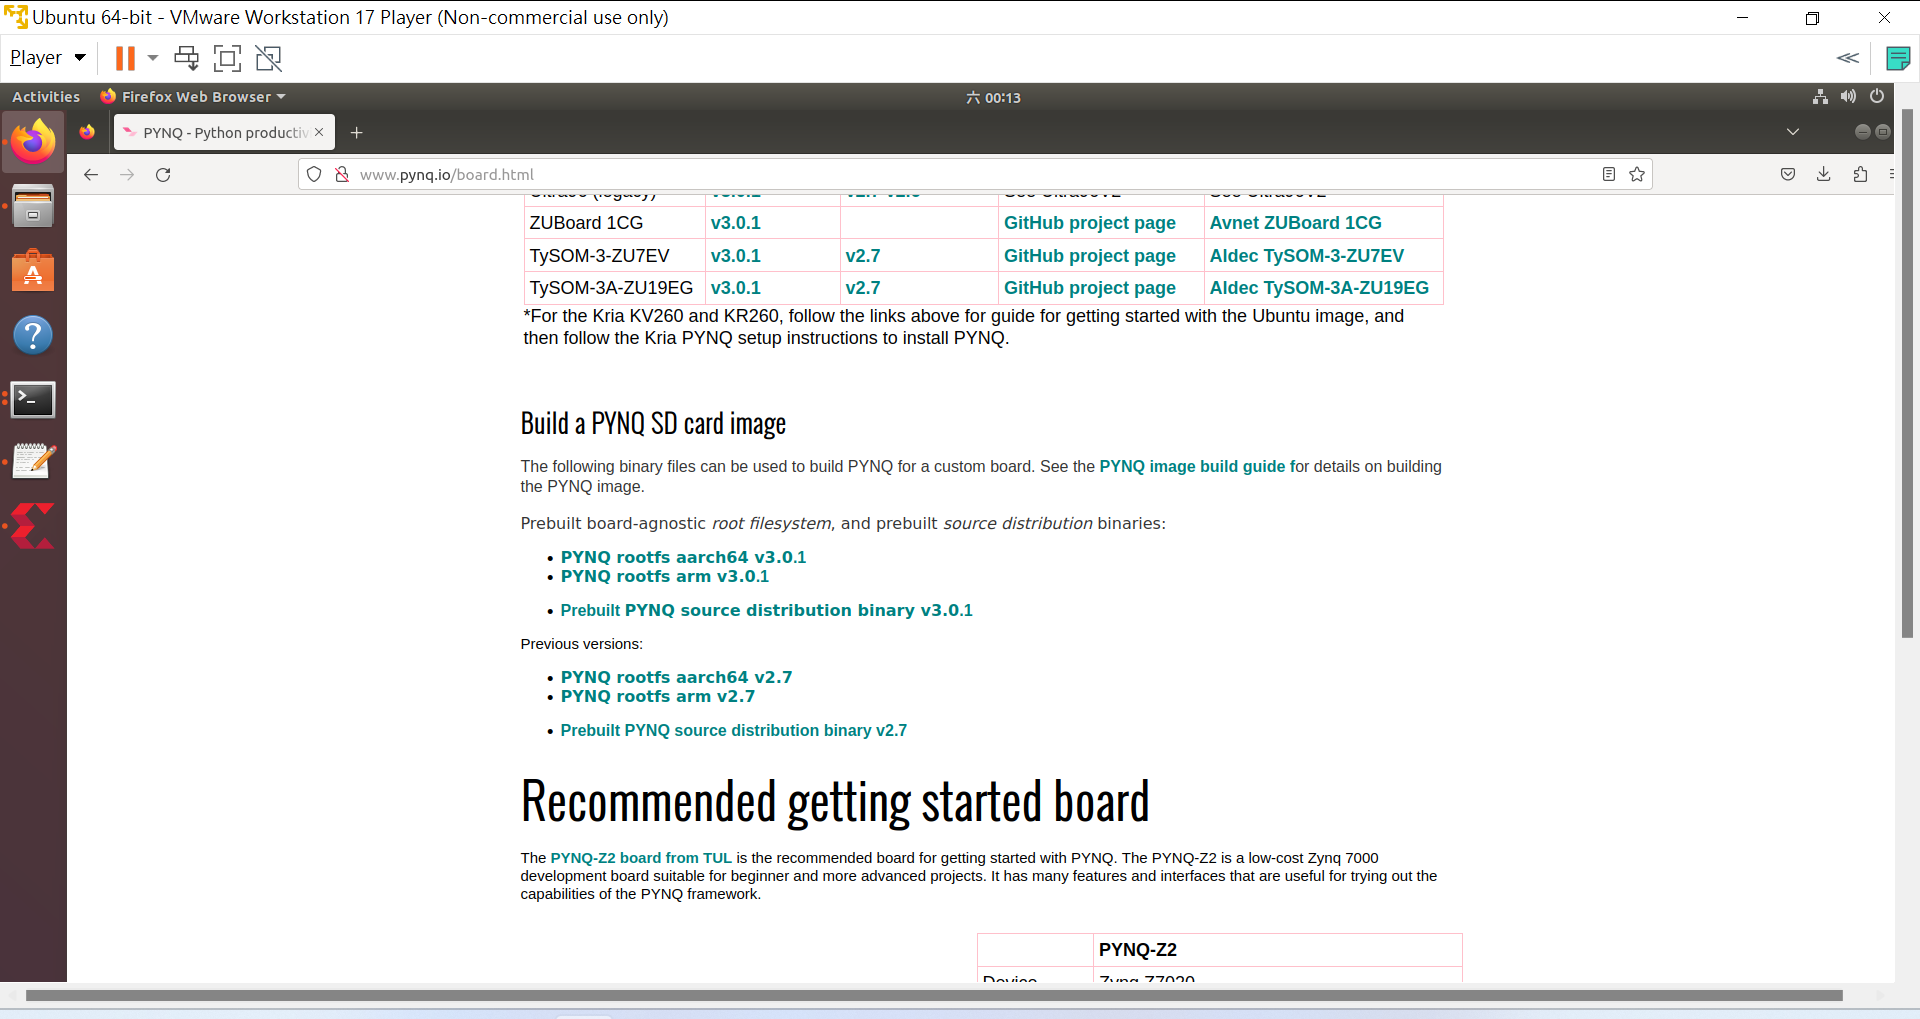 Ubuntu 64-bit - VMware Workstation 17 Player (Non-commercial use only)
Player
Activities
Firefox Web Browser
六 00:13
PYNQ - Python productiv
www.pynq.io/board.html
ZUBoard 1CG v3.0.1 GitHub project page Avnet ZUBoard 1CG
TySOM-3-ZU7EV v3.0.1 v2.7 GitHub project page Aldec TySOM-3-ZU7EV
TySOM-3A-ZU19EG v3.0.1 v2.7 GitHub project page Aldec TySOM-3A-ZU19EG
*For the Kria KV260 and KR260, follow the links above for guide for getting started with the Ubuntu image, and
then follow the Kria PYNQ setup instructions to install PYNQ.
Build a PYNQ SD card image
The following binary files can be used to build PYNQ for a custom board. See the PYNQ image build guide for details on building
the PYNQ image.
Prebuilt board-agnostic root filesystem, and prebuilt source distribution binaries:
• PYNQ rootfs aarch64 v3.0.1
• PYNQ rootfs arm v3.0.1
• Prebuilt PYNQ source distribution binary v3.0.1
Previous versions:
• PYNQ rootfs aarch64 v2.7
• PYNQ rootfs arm v2.7
• Prebuilt PYNQ source distribution binary v2.7
Recommended getting started board
The PYNQ-Z2 board from TUL is the recommended board for getting started with PYNQ. The PYNQ-Z2 is a low-cost Zynq 7000
development board suitable for beginner and more advanced projects. It has many features and interfaces that are useful for trying out the
capabilities of the PYNQ framework.
PYNQ-Z2
Device Zynq Z7020